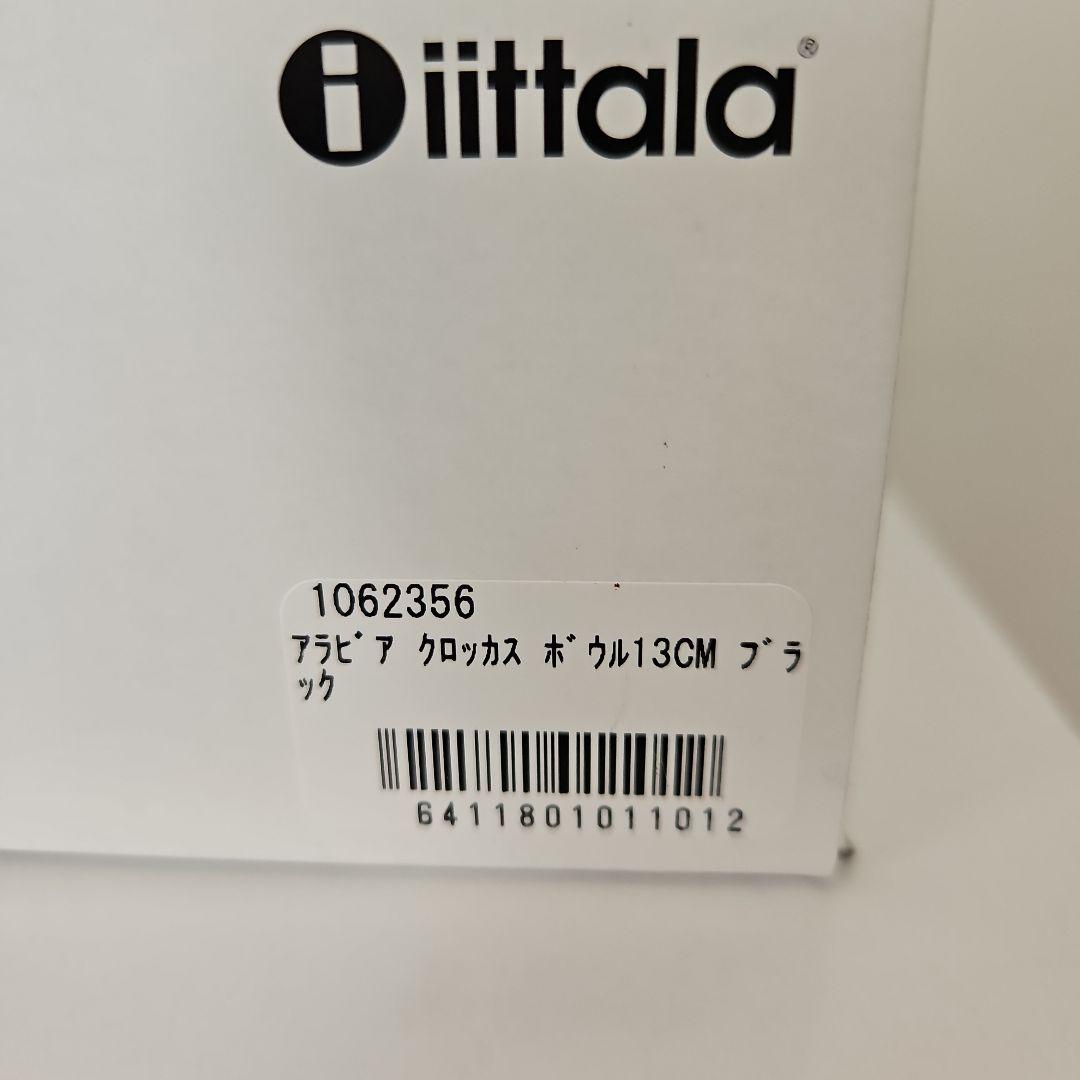 iittala®
1062356
ｱﾗﾋﾞｱ ｸﾛｯｶｽ ﾎﾞｳﾙ13CM ﾌﾞﾗ
ｯｸ
6411801011012